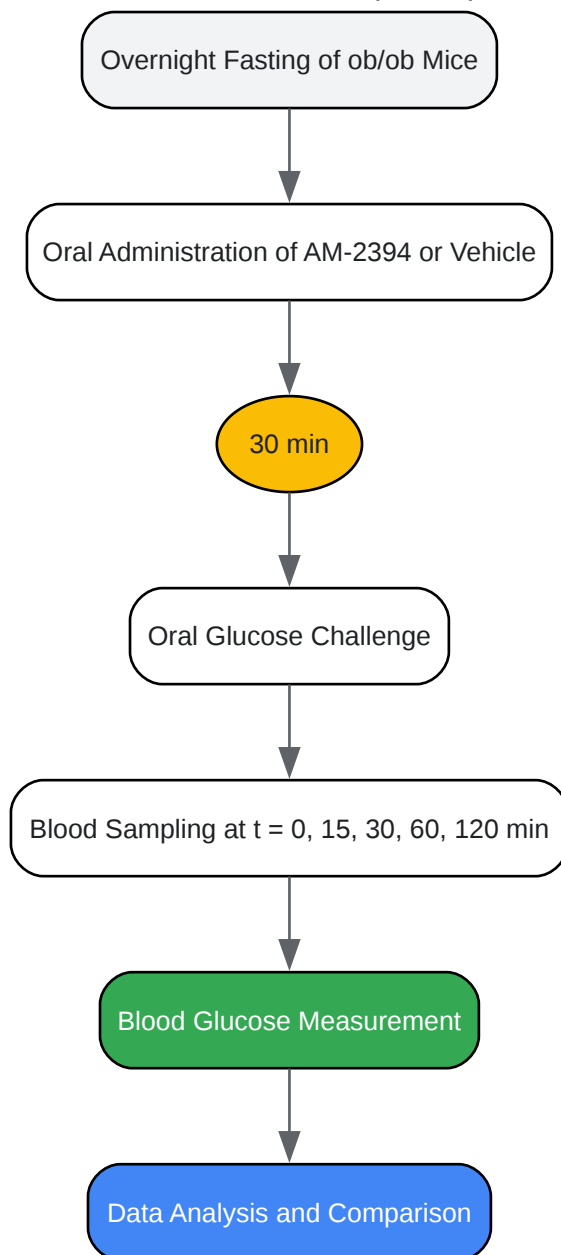 Overnight Fasting of ob/ob Mice
Oral Administration of AM-2394 or Vehicle
30 min
Oral Glucose Challenge
Blood Sampling at t = 0, 15, 30, 60, 120 min
Blood Glucose Measurement
Data Analysis and Comparison